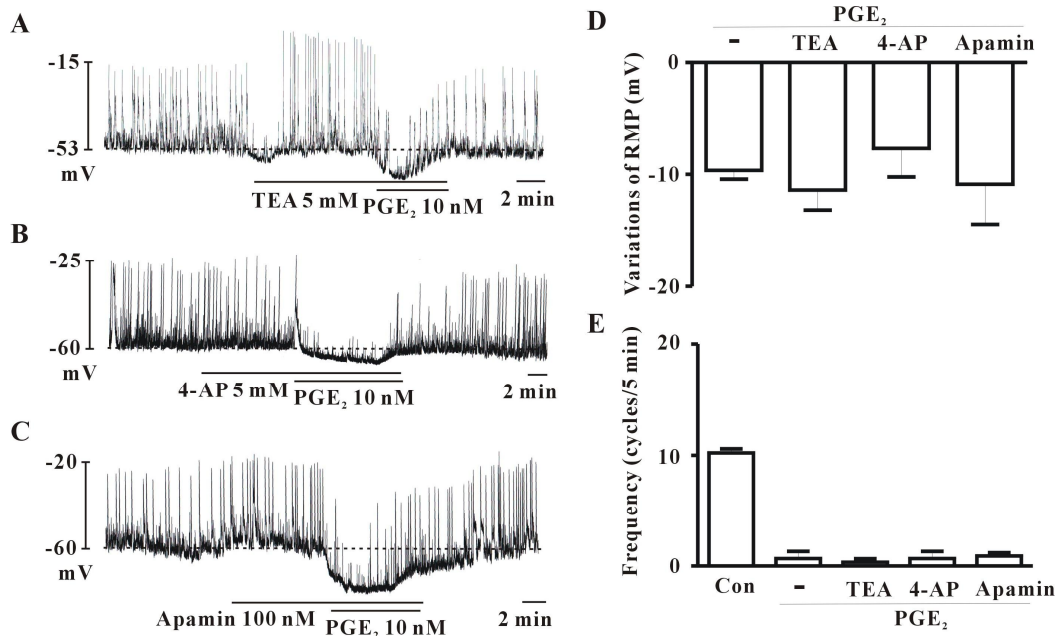 A
-15
-53
mV
TEA 5 mM
PGE₂ 10 nM
2 min
B
-25
-60
mV
4-AP 5 mM
PGE₂ 10 nM
2 min
C
-20
-60
mV
Apamin 100 nM
PGE₂ 10 nM
2 min
D
PGE₂
- TEA 4-AP Apamin
Variations of RMP (mV)
0
-10
-20
E
Frequency (cycles/5 min)
20
10
0
Con - TEA 4-AP Apamin
PGE₂